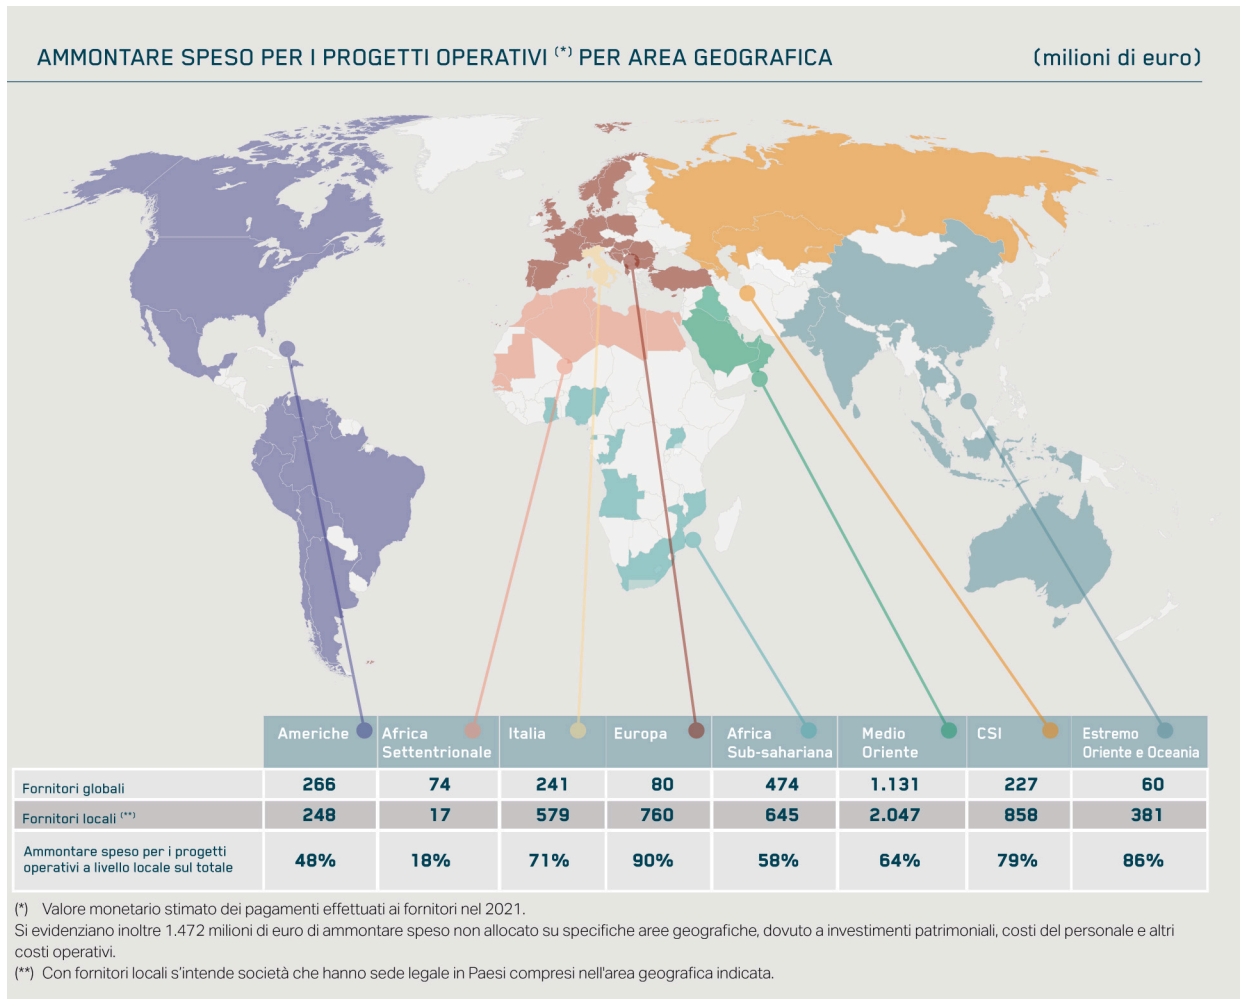 AMMONTARE SPESO PER I PROGETTI OPERATIVI (*) PER AREA GEOGRAFICA (milioni di euro)
Americhe Africa Settentrionale Italia Europa Africa Sub-sahariana Medio Oriente CSI Estremo Oriente e Oceania
Fornitori globali 266 74 241 80 474 1.131 227 60
Fornitori locali (**) 248 17 579 760 645 2.047 858 381
Ammontare speso per i progetti
operativi a livello locale sul totale 48% 18% 71% 90% 58% 64% 79% 86%
(*) Valore monetario stimato dei pagamenti effettuati ai fornitori nel 2021.
Si evidenziano inoltre 1.472 milioni di euro di ammontare speso non allocato su specifiche aree geografiche, dovuto a investimenti patrimoniali, costi del personale e altri
costi operativi.
(**) Con fornitori locali s'intende società che hanno sede legale in Paesi compresi nell'area geografica indicata.